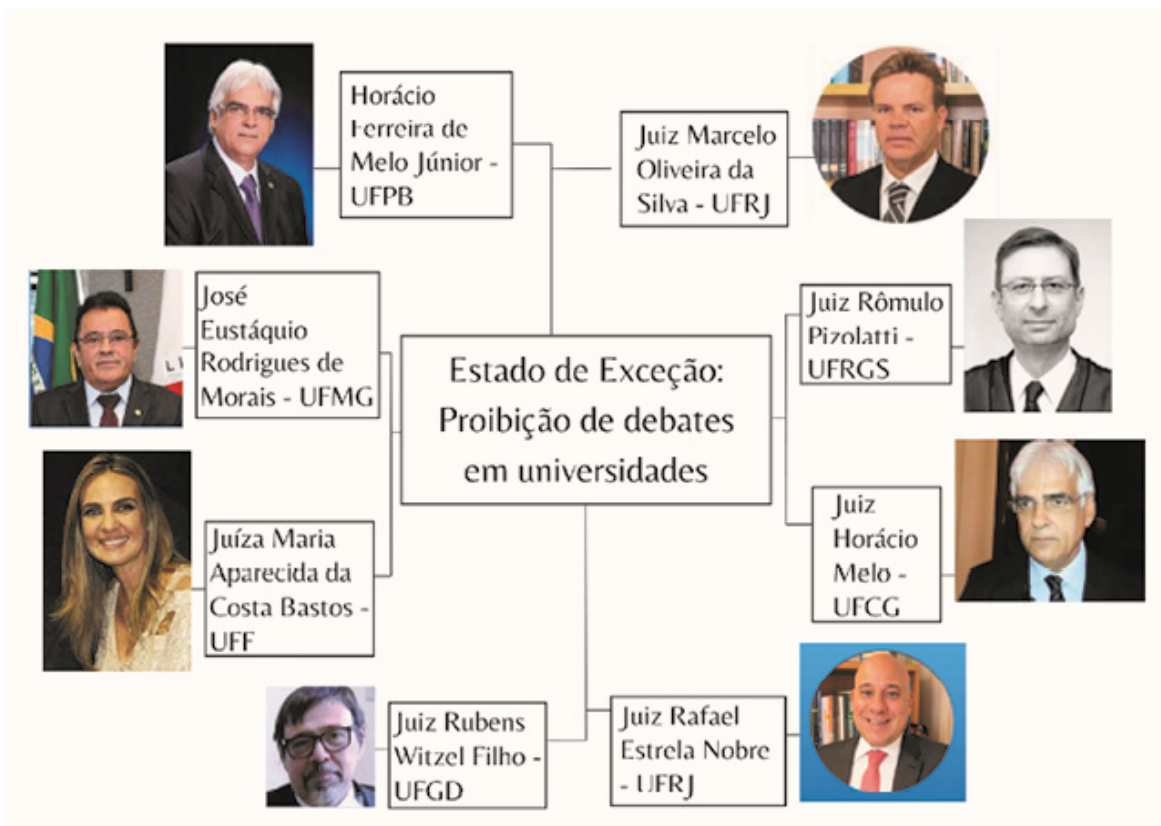 Horácio
Ferreira de
Melo Júnior -
UFPB
Juiz Marcelo
Oliveira da
Silva - UFRJ
José
Eustáquio
Rodrigues de
Morais - UFMG
Juiz Rômulo
Pizolatti -
UFRGS
Estado de Exceção:
Proibição de debates
em universidades
Juíza Maria
Aparecida da
Costa Bastos -
UFF
Juiz
Horácio
Melo -
UFCG
Juiz Rubens
Witzel Filho -
UFGD
Juiz Rafael
Estrela Nobre
- UFRJ